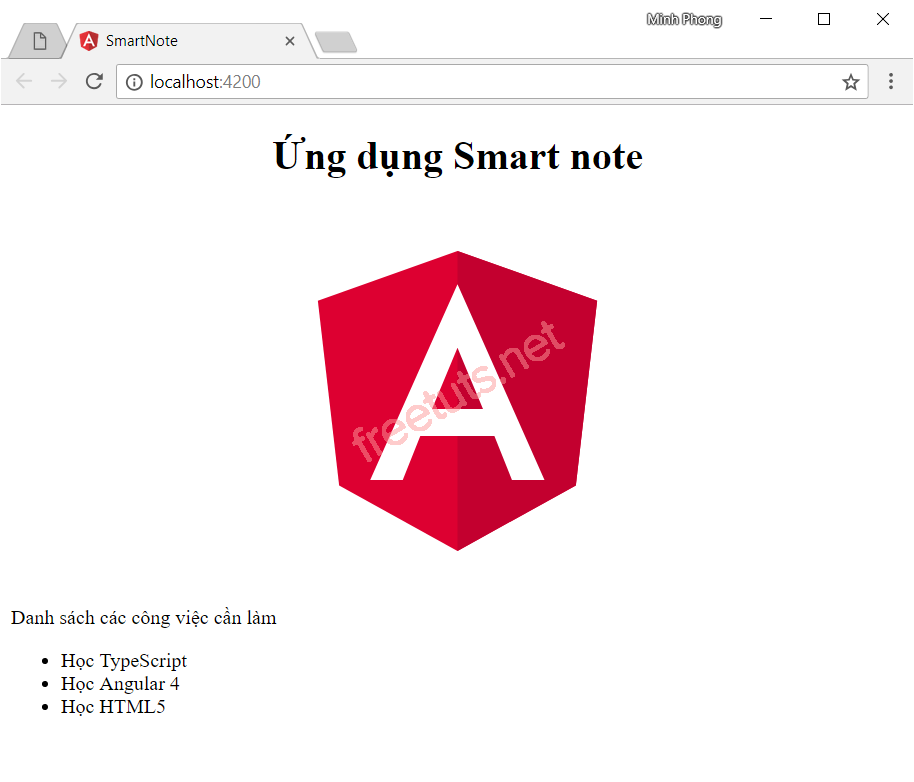 Minh Phong
SmartNote
localhost:4200
Ứng dụng Smart note
A
freetuts.net
Danh sách các công việc cần làm
• Học TypeScript
• Học Angular 4
• Học HTML5